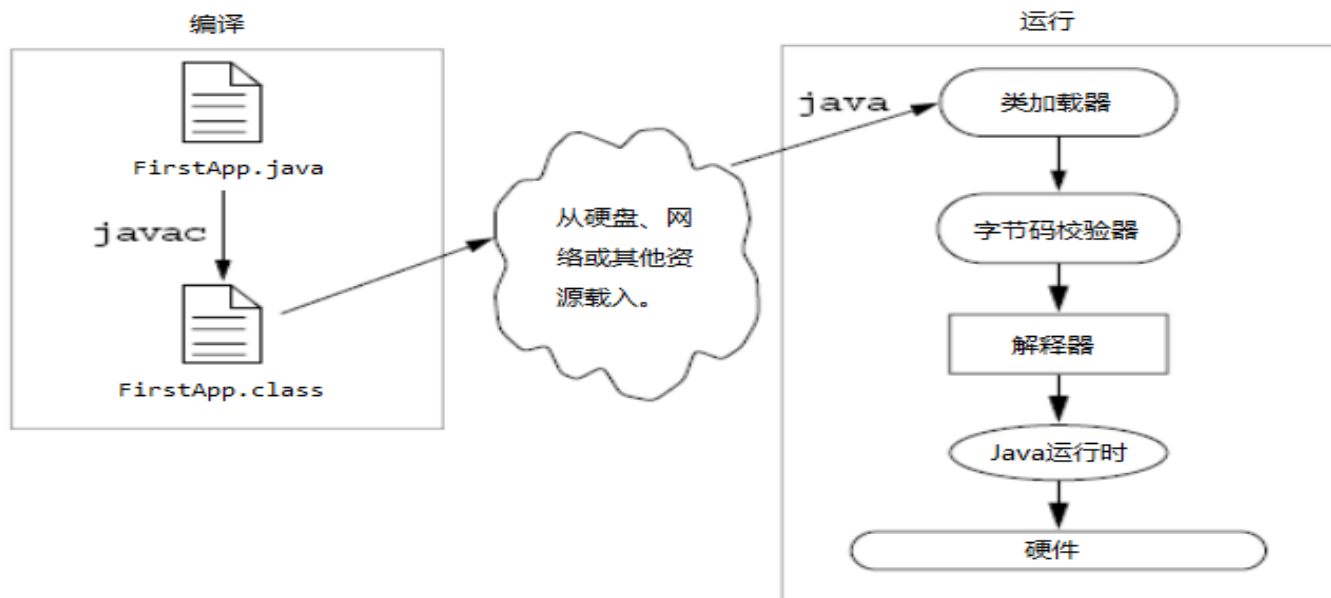 编译
FirstApp.java
javac
FirstApp.class
从硬盘、网
络或其他资
源载入。
运行
java
类加载器
字节码校验器
解释器
Java运行时
硬件